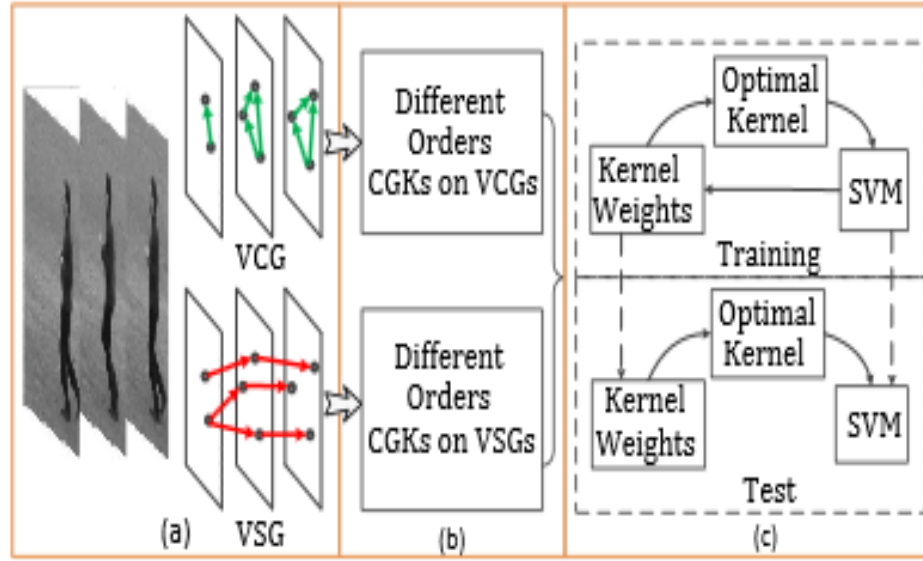 VCG
VSG
(a)
Different
Orders
CGKs on VCGs
Different
Orders
CGKs on VSGs
(b)
Optimal
Kernel
Kernel
Weights
SVM
Training
Optimal
Kernel
Kernel
Weights
SVM
Test
(c)